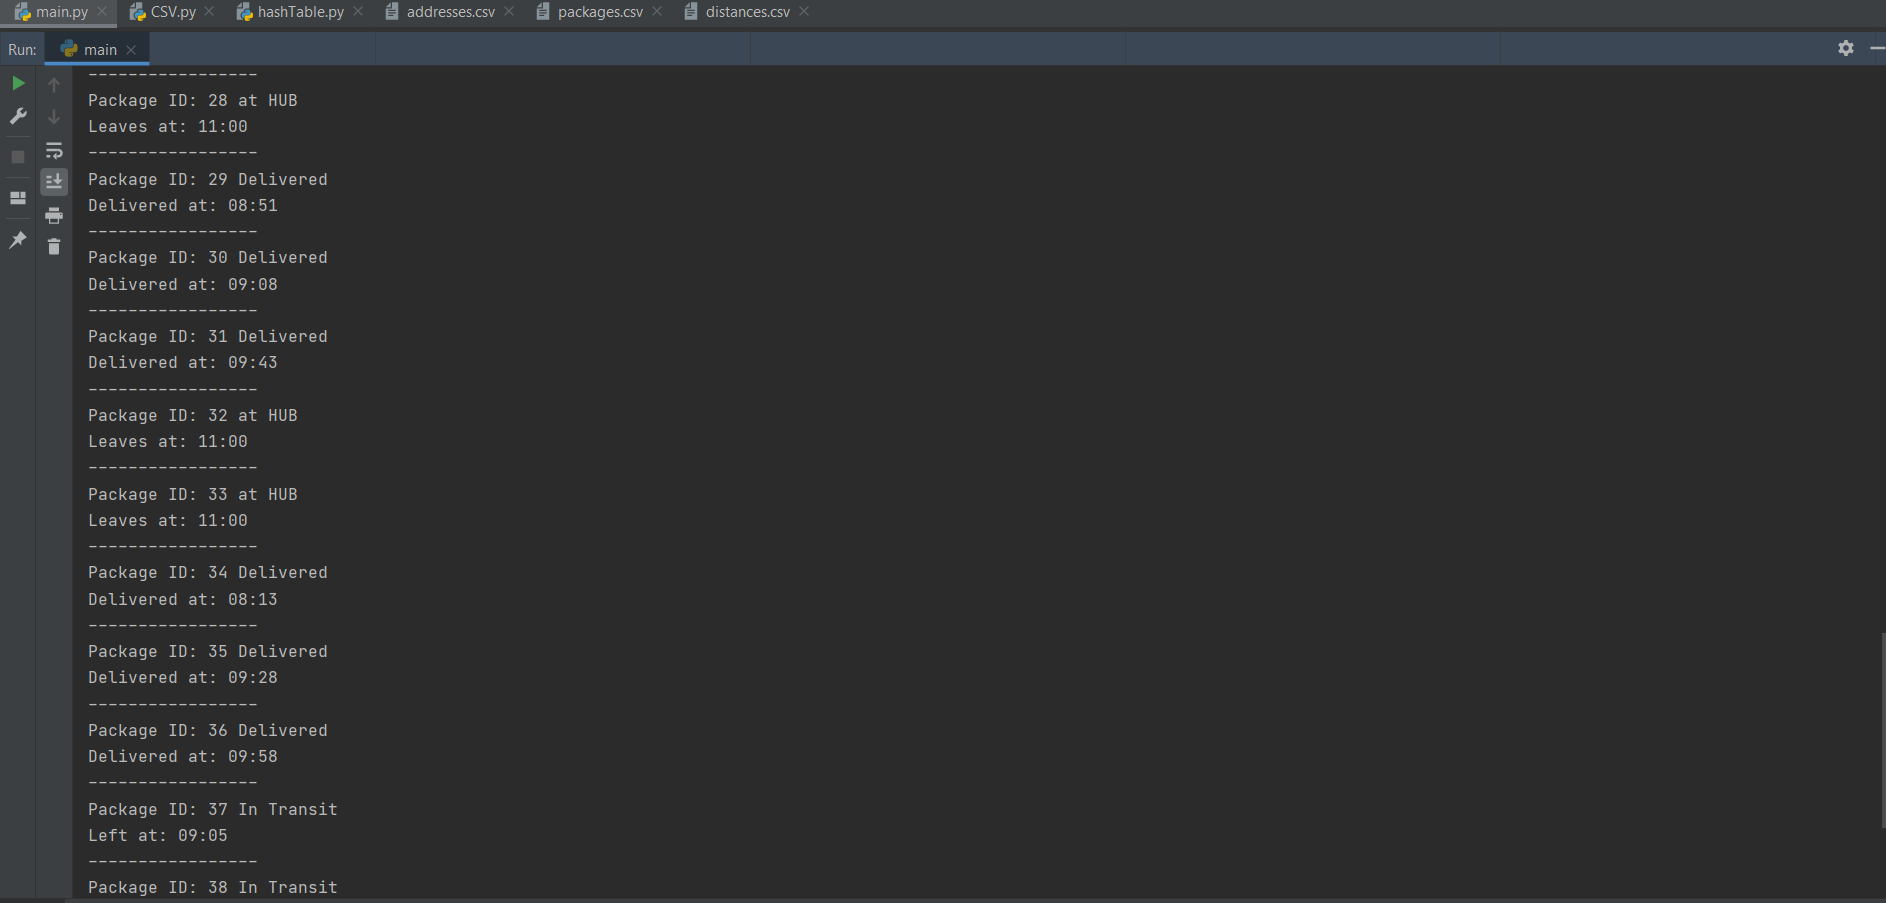 main.py CSV.py hashTable.py addresses.csv packages.csv distances.csv
Run: main
-----------------
Package ID: 28 at HUB
Leaves at: 11:00
-----------------
Package ID: 29 Delivered
Delivered at: 08:51
-----------------
Package ID: 30 Delivered
Delivered at: 09:08
-----------------
Package ID: 31 Delivered
Delivered at: 09:43
-----------------
Package ID: 32 at HUB
Leaves at: 11:00
-----------------
Package ID: 33 at HUB
Leaves at: 11:00
-----------------
Package ID: 34 Delivered
Delivered at: 08:13
-----------------
Package ID: 35 Delivered
Delivered at: 09:28
-----------------
Package ID: 36 Delivered
Delivered at: 09:58
-----------------
Package ID: 37 In Transit
Left at: 09:05
-----------------
Package ID: 38 In Transit